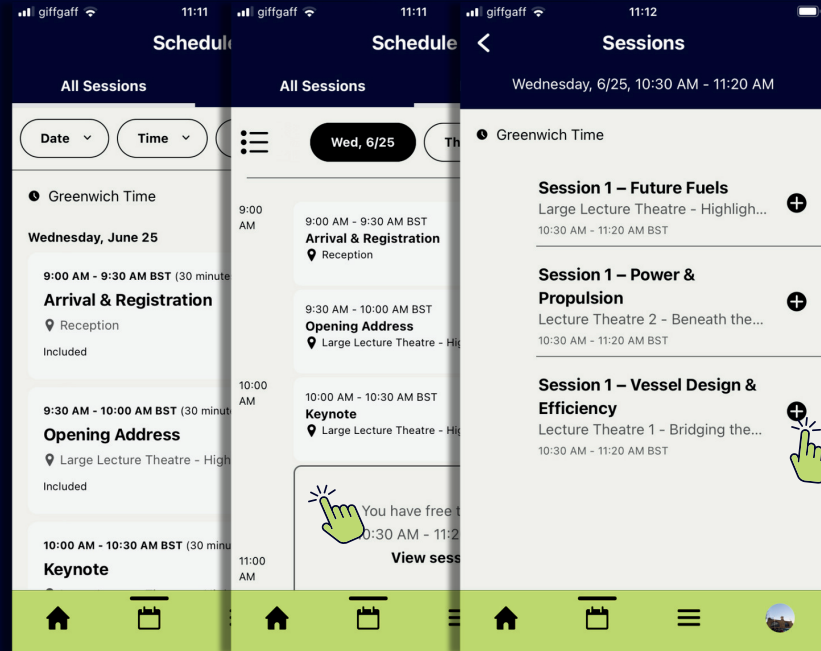 giffgaff
11:11
Schedule
All Sessions
Date
Time
Greenwich Time
Wednesday, June 25
9:00 AM - 9:30 AM BST (30 minute
Arrival & Registration
Reception
Included
9:30 AM - 10:00 AM BST (30 minut
Opening Address
Large Lecture Theatre - High
Included
10:00 AM - 10:30 AM BST (30 minu
Keynote
giffgaff
11:11
Schedule
All Sessions
Wed, 6/25
Th
9:00
AM
9:00 AM - 9:30 AM BST
Arrival & Registration
Reception
9:30 AM - 10:00 AM BST
Opening Address
Large Lecture Theatre - Hig
10:00
AM
10:00 AM - 10:30 AM BST
Keynote
Large Lecture Theatre - Hig
You have free t
0:30 AM - 11:2
View sess
11:00
AM
giffgaff
11:12
Sessions
Wednesday, 6/25, 10:30 AM - 11:20 AM
Greenwich Time
Session 1 – Future Fuels
Large Lecture Theatre - Highligh...
10:30 AM - 11:20 AM BST
Session 1 – Power &
Propulsion
Lecture Theatre 2 - Beneath the...
10:30 AM - 11:20 AM BST
Session 1 – Vessel Design &
Efficiency
Lecture Theatre 1 - Bridging the...
10:30 AM - 11:20 AM BST